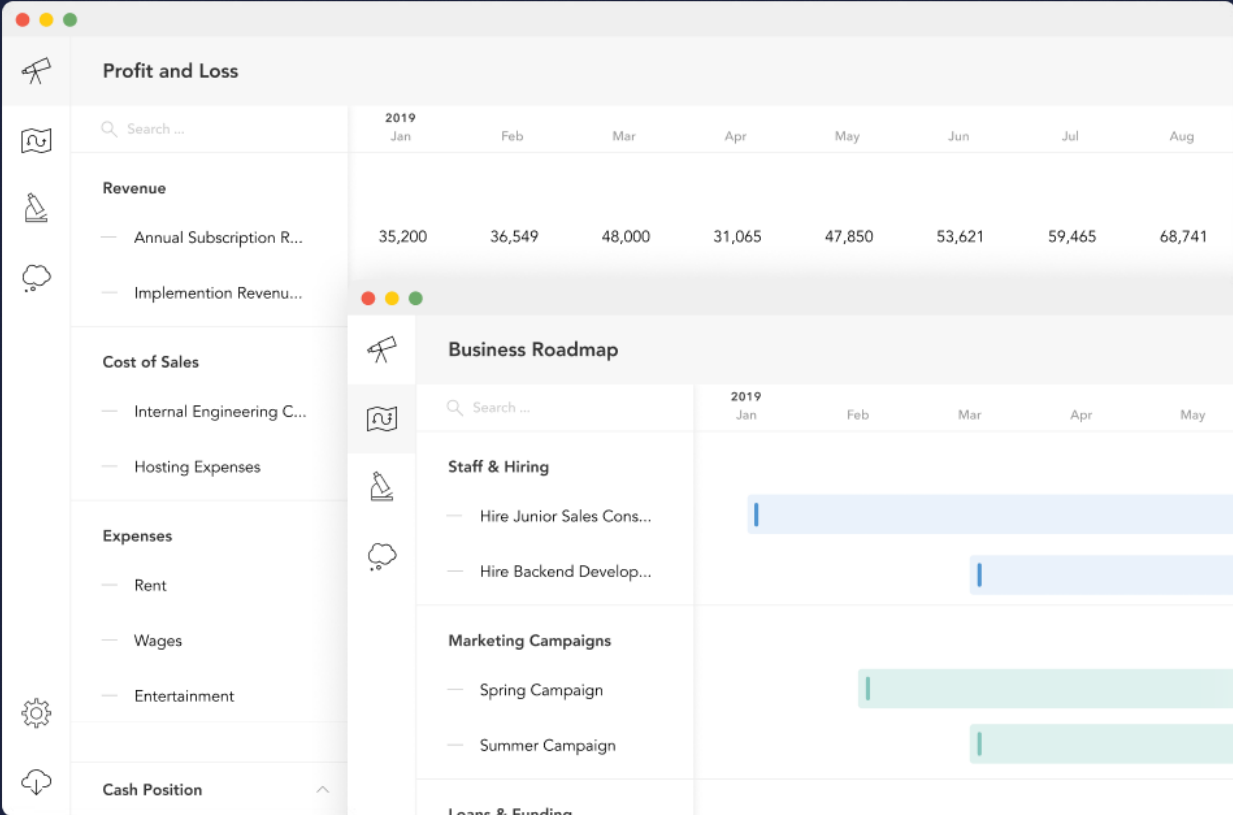 Profit and Loss
Search ...
2019
Jan Feb Mar Apr May Jun Jul Aug
Revenue
Annual Subscription R... 35,200 36,549 48,000 31,065 47,850 53,621 59,465 68,741
Implemention Revenu...
Cost of Sales
Internal Engineering C...
Hosting Expenses
Expenses
Rent
Wages
Entertainment
Cash Position
Business Roadmap
Search ...
2019
Jan Feb Mar Apr May
Staff & Hiring
Hire Junior Sales Cons...
Hire Backend Develop...
Marketing Campaigns
Spring Campaign
Summer Campaign
Loans & Funding